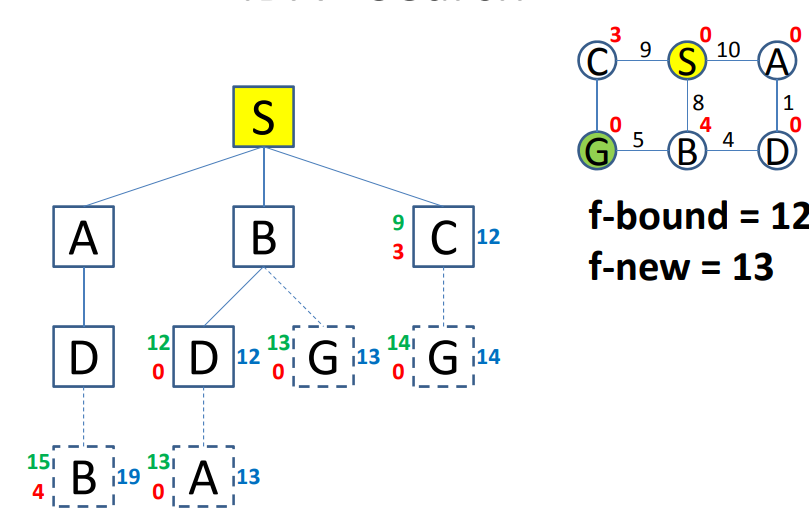 3 0 0
C 9 S 10 A
8 1
0 4 0
G 5 B 4 D
f-bound = 12
f-new = 13
S
A B 9 3 C 12
D 12 0 D 12 13 0 G 13 14 0 G 14
15 4 B 19 13 0 A 13